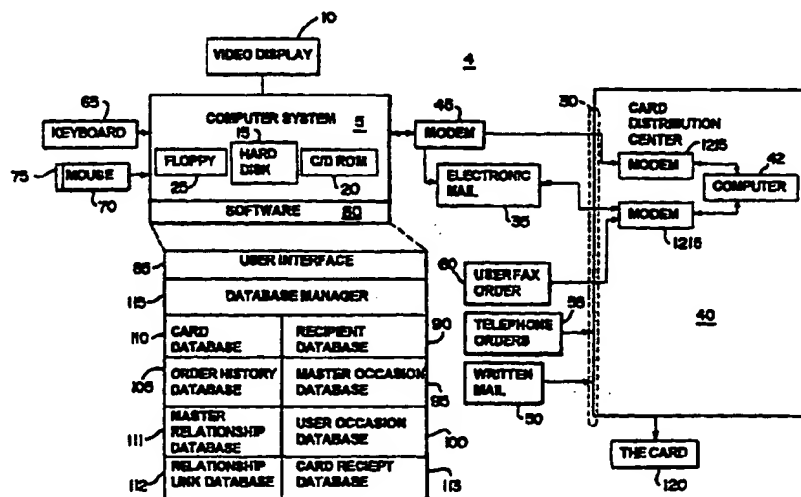 10
VIDEO DISPLAY
4
65
KEYBOARD
COMPUTER SYSTEM 5
15
FLOPPY
HARD DISK
C/D ROM
25
20
75
MOUSE
70
SOFTWARE 80
45
MODEM
ELECTRONIC MAIL
35
30
CARD DISTRIBUTION CENTER
1215
MODEM
42
COMPUTER
MODEM
1215
85
USER INTERFACE
115
DATABASE MANAGER
110
CARD DATABASE
RECIPIENT DATABASE
90
105
ORDER HISTORY DATABASE
MASTER OCCASION DATABASE
95
111
MASTER RELATIONSHIP DATABASE
USER OCCASION DATABASE
100
112
RELATIONSHIP LINK DATABASE
CARD RECIEPT DATABASE
113
60
USER FAX ORDER
55
TELEPHONE ORDERS
WRITTEN MAIL
50
40
THE CARD
120